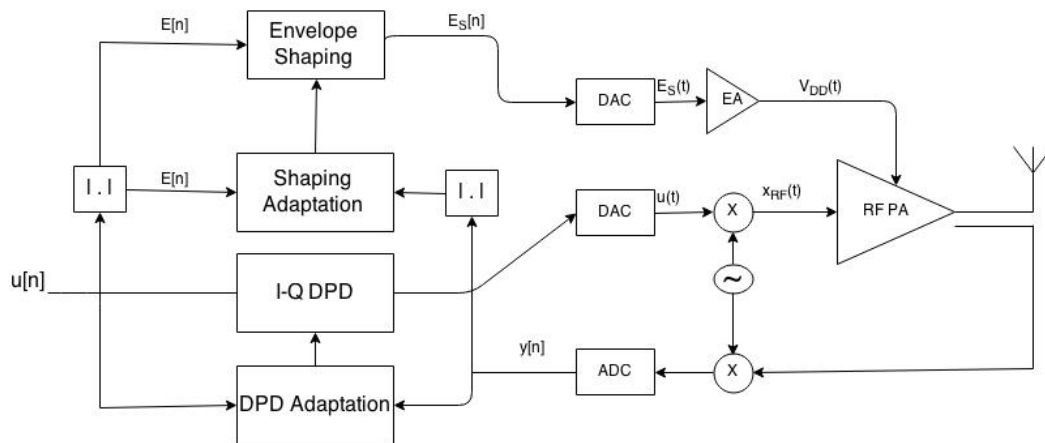 E[n]
Envelope
Shaping
E_S[n]
DAC
E_S(t)
EA
V_DD(t)
| . |
E[n]
Shaping
Adaptation
| . |
DAC
u(t)
X
x_RF(t)
RF PA
u[n]
I-Q DPD
~
y[n]
ADC
X
DPD Adaptation